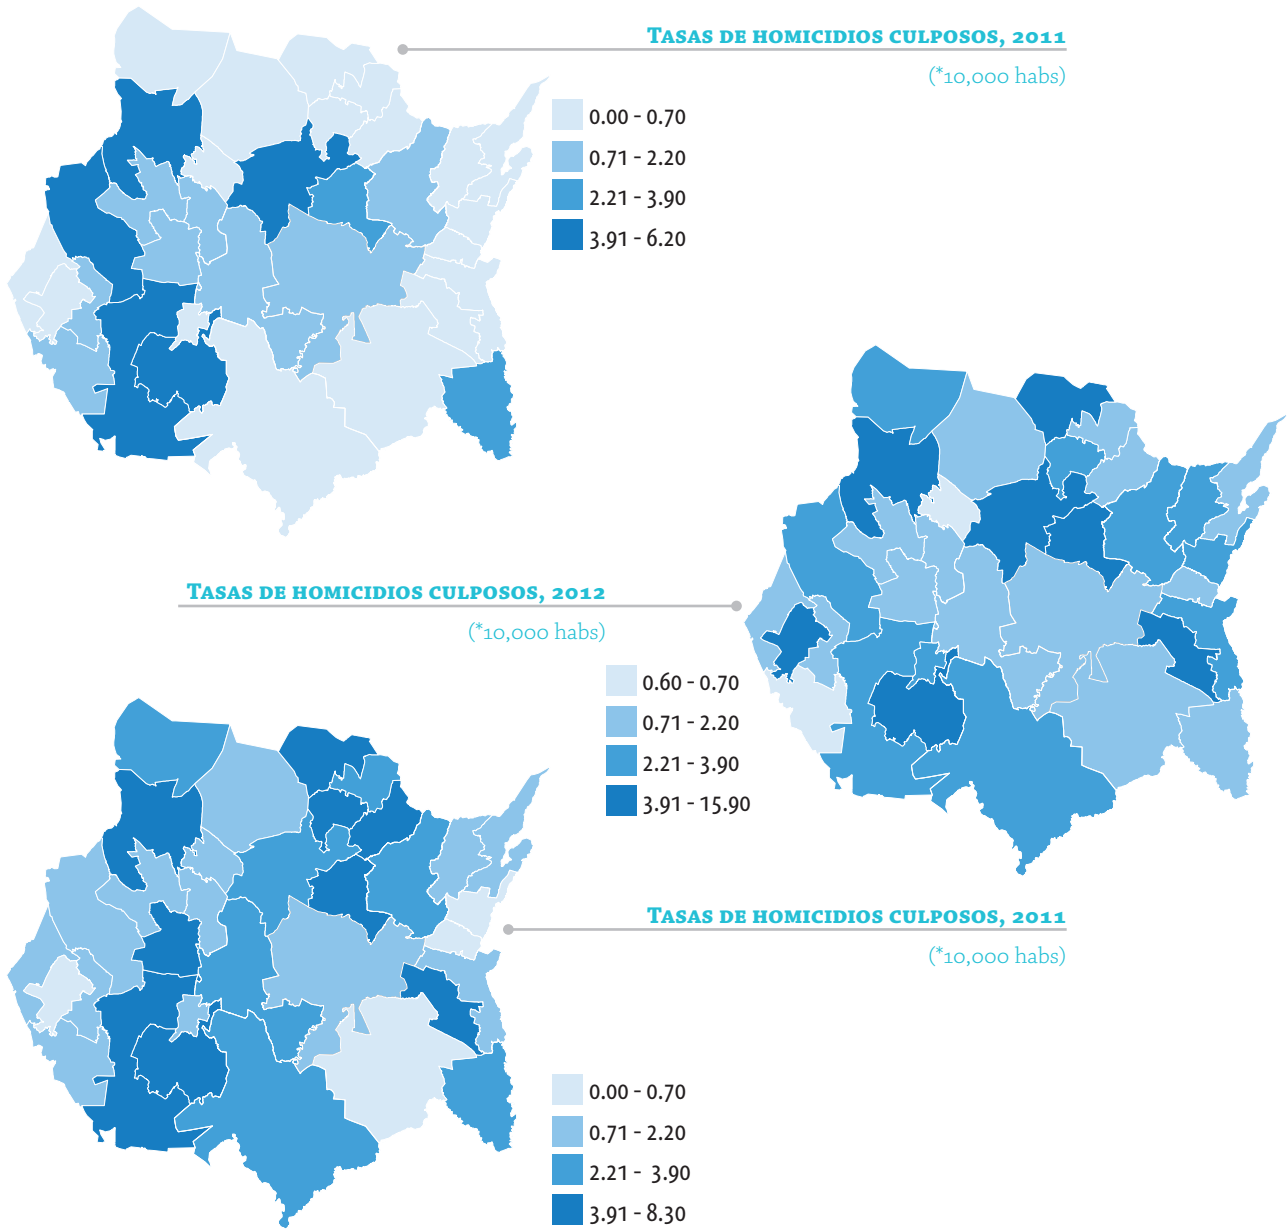 TASAS DE HOMICIDIOS CULPOSOS, 2011
(*10,000 habs)
0.00 - 0.70
0.71 - 2.20
2.21 - 3.90
3.91 - 6.20
TASAS DE HOMICIDIOS CULPOSOS, 2012
(*10,000 habs)
0.60 - 0.70
0.71 - 2.20
2.21 - 3.90
3.91 - 15.90
TASAS DE HOMICIDIOS CULPOSOS, 2011
(*10,000 habs)
0.00 - 0.70
0.71 - 2.20
2.21 - 3.90
3.91 - 8.30